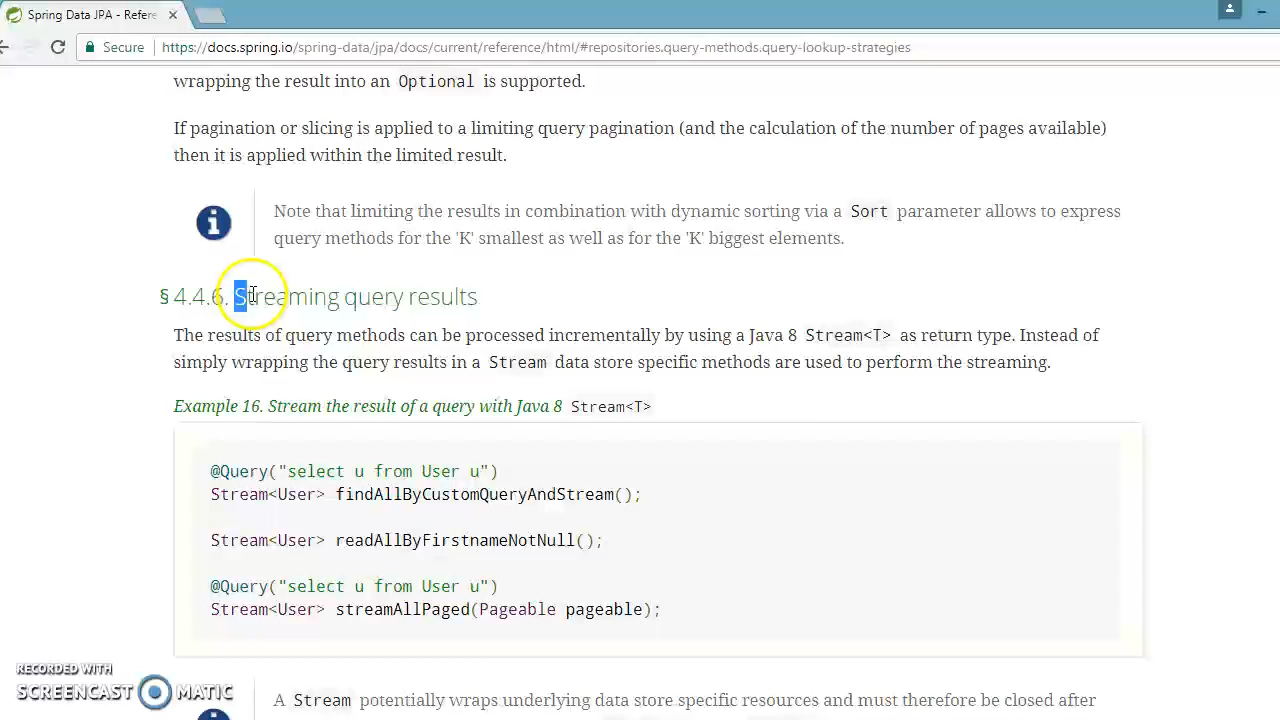 Spring Data JPA - Refere
Secure https://docs.spring.io/spring-data/jpa/docs/current/reference/html/#repositories.query-methods.query-lookup-strategies
wrapping the result into an Optional is supported.
If pagination or slicing is applied to a limiting query pagination (and the calculation of the number of pages available)
then it is applied within the limited result.
Note that limiting the results in combination with dynamic sorting via a Sort parameter allows to express
query methods for the 'K' smallest as well as for the 'K' biggest elements.
§ 4.4.6. Streaming query results
The results of query methods can be processed incrementally by using a Java 8 Stream<T> as return type. Instead of
simply wrapping the query results in a Stream data store specific methods are used to perform the streaming.
Example 16. Stream the result of a query with Java 8 Stream<T>
@Query("select u from User u")
Stream<User> findAllByCustomQueryAndStream();
Stream<User> readAllByFirstnameNotNull();
@Query("select u from User u")
Stream<User> streamAllPaged(Pageable pageable);
RECORDED WITH
SCREENCAST MATIC
A Stream potentially wraps underlying data store specific resources and must therefore be closed after